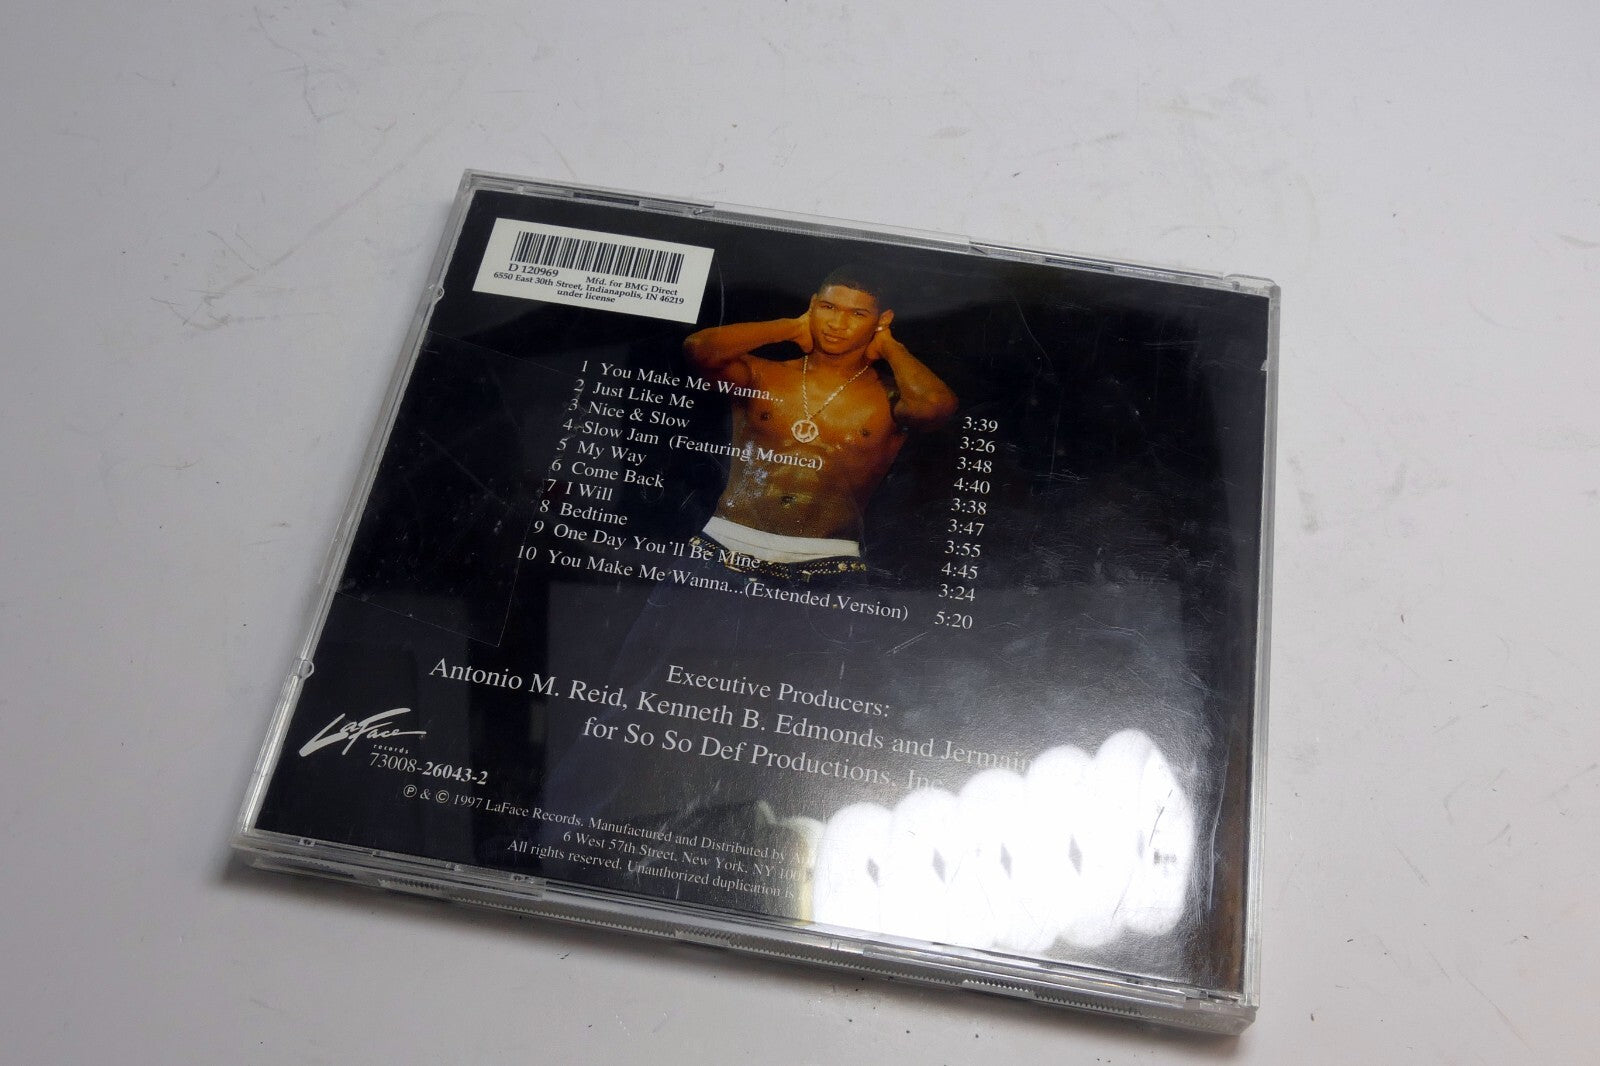 D 120969 Mfd. for BMG Direct
6550 East 30th Street, Indianapolis, IN 46219
under license
1 You Make Me Wanna... 3:39
2 Just Like Me 3:26
3 Nice & Slow 3:48
4 Slow Jam (Featuring Monica) 4:40
5 My Way 3:38
6 Come Back 3:47
7 I Will 3:55
8 Bedtime 4:45
9 One Day You'll Be Mine 3:24
10 You Make Me Wanna...(Extended Version) 5:20
Executive Producers:
Antonio M. Reid, Kenneth B. Edmonds and
for So So Def Productions, Inc
LaFace
records
73008-26043-2
℗ & © 1997 LaFace Records. Manufactured and Distributed by
6 West 57th Street, New York, NY
All rights reserved. Unauthorized duplication is